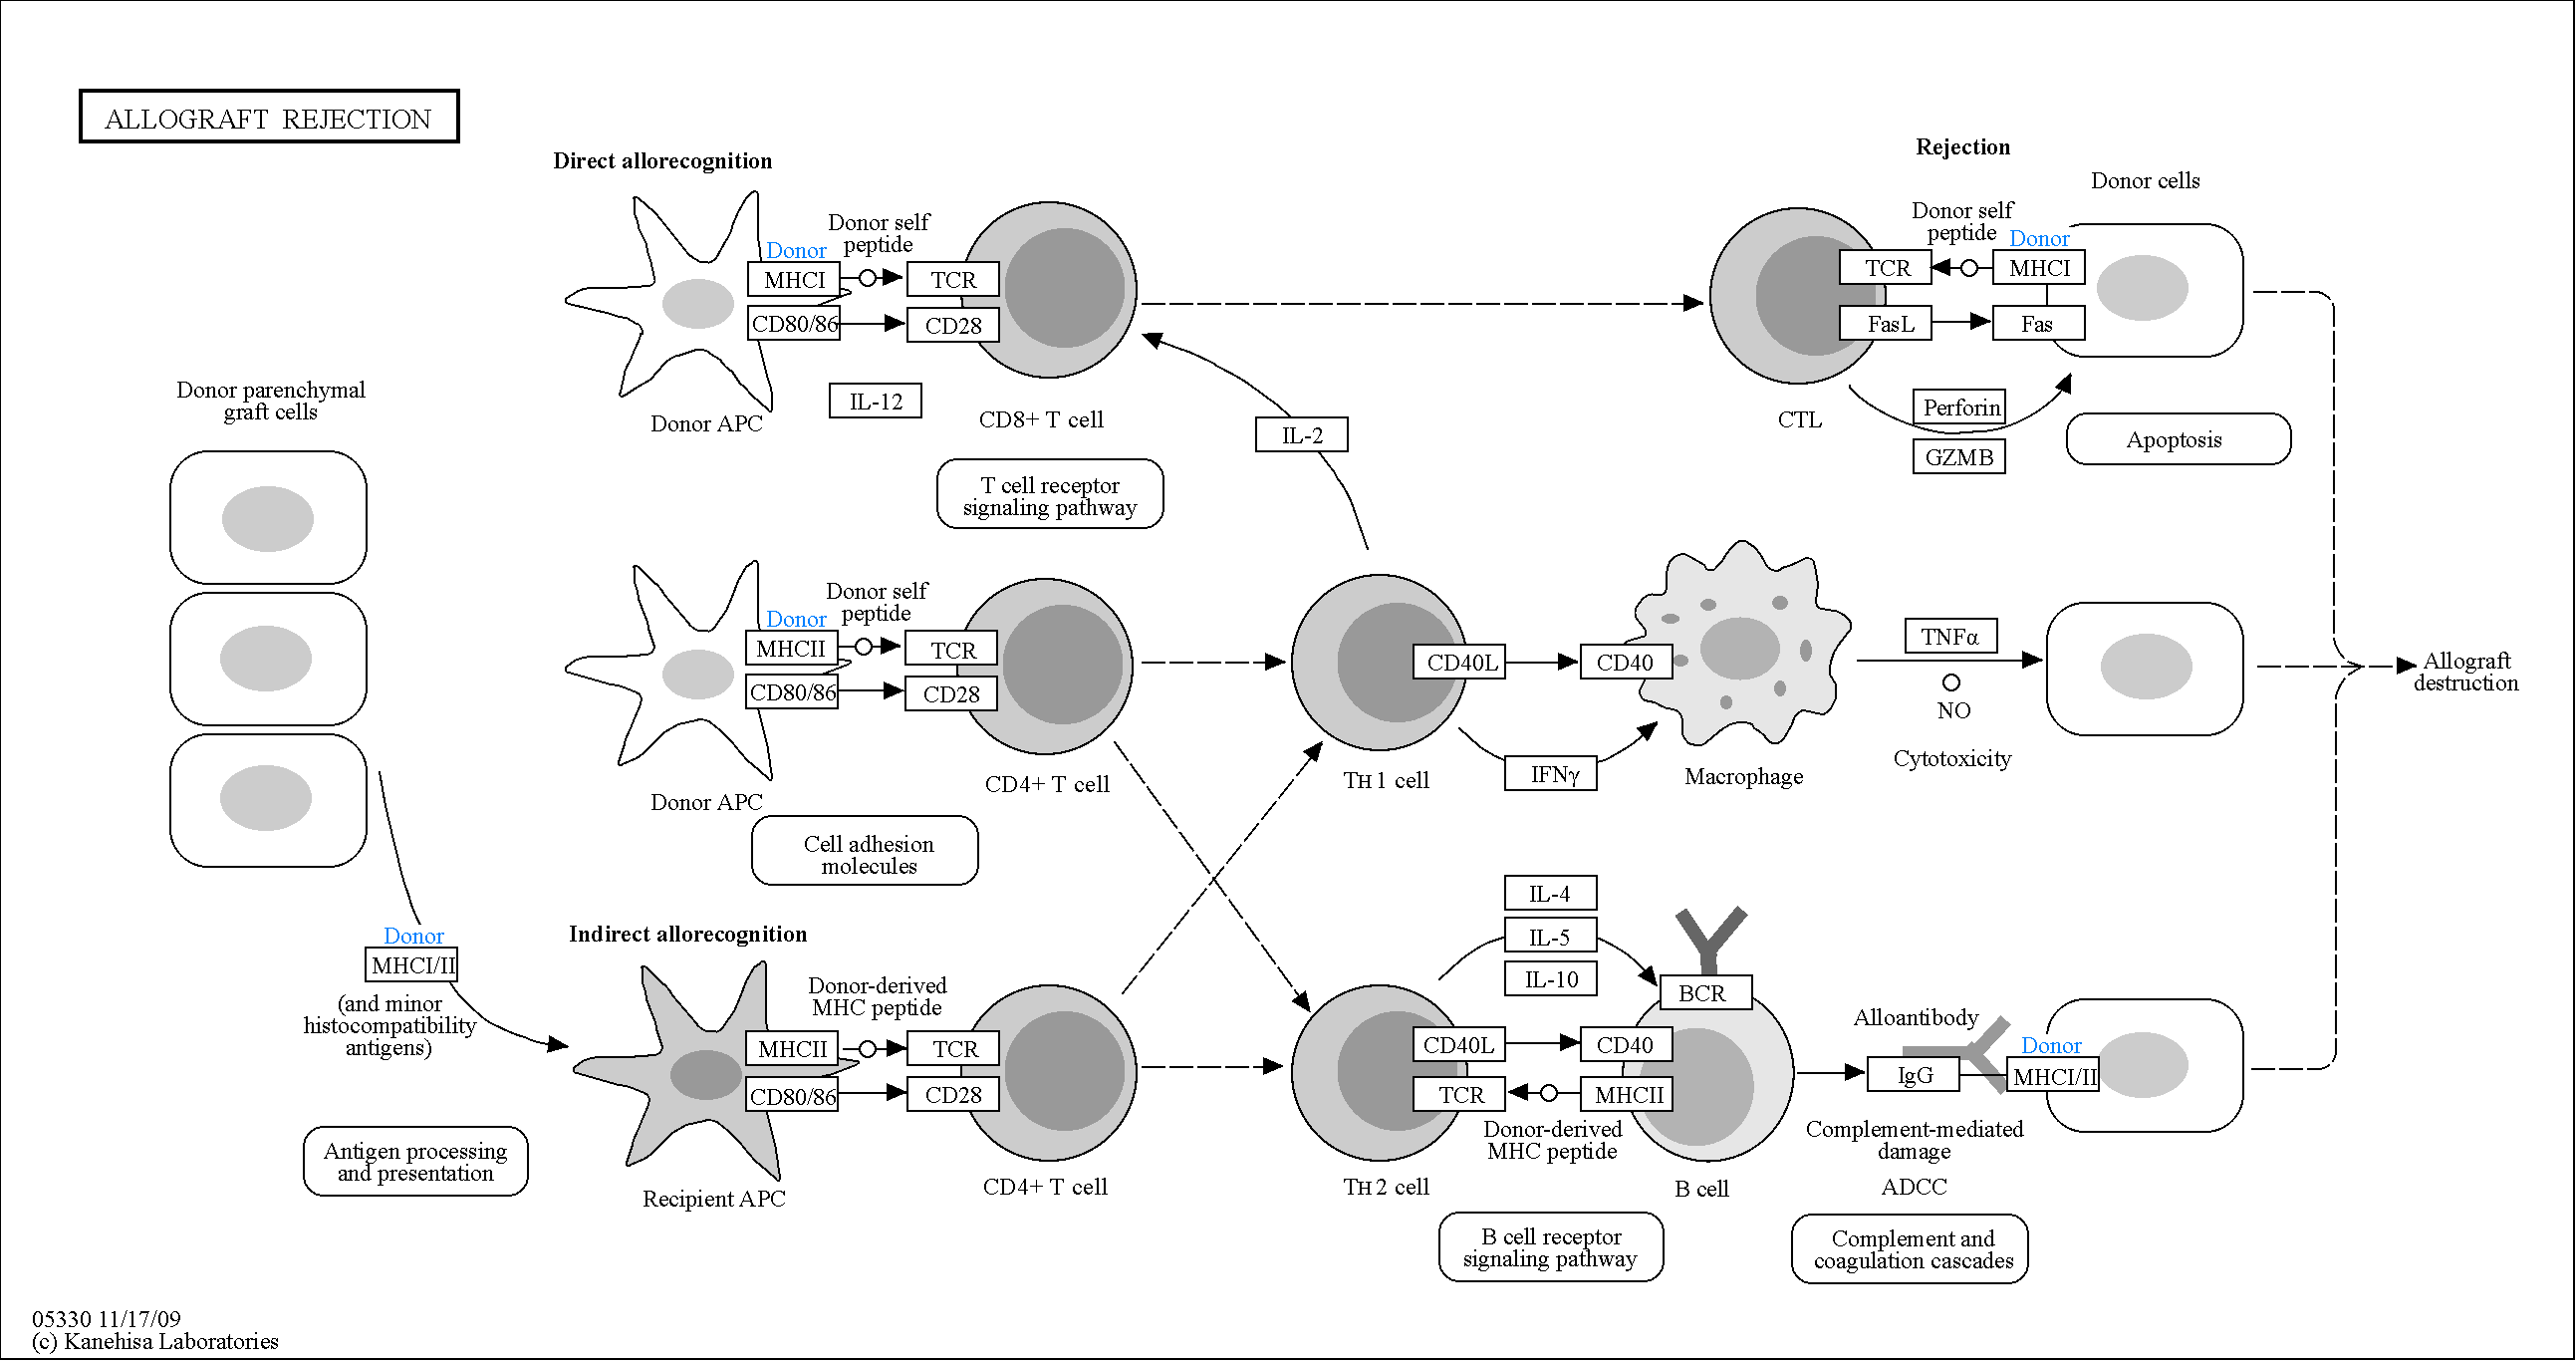 ALLOGRAFT REJECTION
Direct allorecognition
Rejection
Donor cells
Donor self
peptide
Donor
MHCI
TCR
CD80/86
CD28
Donor APC
IL-12
CD8+ T cell
T cell receptor
signaling pathway
IL-2
Donor self
peptide
Donor
TCR
MHCI
FasL
Fas
CTL
Perforin
GZMB
Apoptosis
Donor parenchymal
graft cells
Donor self
peptide
Donor
MHCII
TCR
CD80/86
CD28
Donor APC
CD4+ T cell
Cell adhesion
molecules
CD40L
CD40
TH1 cell
IFNγ
Macrophage
TNFα
NO
Cytotoxicity
Allograft
destruction
Donor
MHCI/II
(and minor
histocompatibility
antigens)
Antigen processing
and presentation
Indirect allorecognition
Donor-derived
MHC peptide
MHCII
TCR
CD80/86
CD28
Recipient APC
CD4+ T cell
IL-4
IL-5
IL-10
BCR
CD40L
CD40
TCR
MHCII
Donor-derived
MHC peptide
TH2 cell
B cell
B cell receptor
signaling pathway
Alloantibody
Donor
IgG
MHCI/II
Complement-mediated
damage
ADCC
Complement and
coagulation cascades
05330 11/17/09
(c) Kanehisa Laboratories